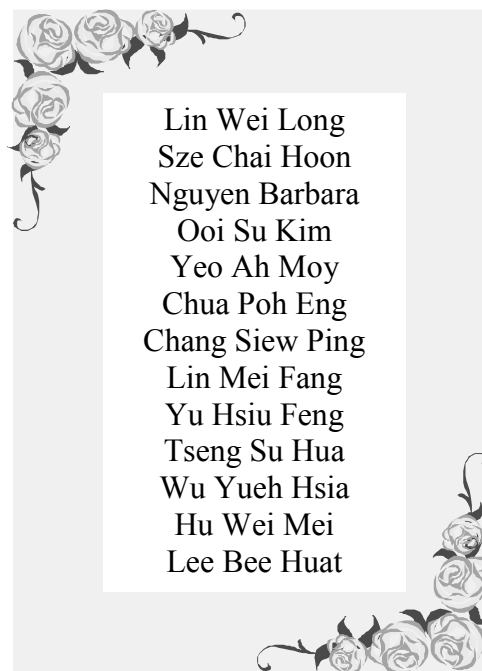 Lin Wei Long
Sze Chai Hoon
Nguyen Barbara
Ooi Su Kim
Yeo Ah Moy
Chua Poh Eng
Chang Siew Ping
Lin Mei Fang
Yu Hsiu Feng
Tseng Su Hua
Wu Yueh Hsia
Hu Wei Mei
Lee Bee Huat